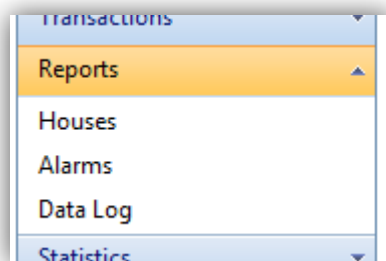 Transactions
Reports
Houses
Alarms
Data Log
Statistics